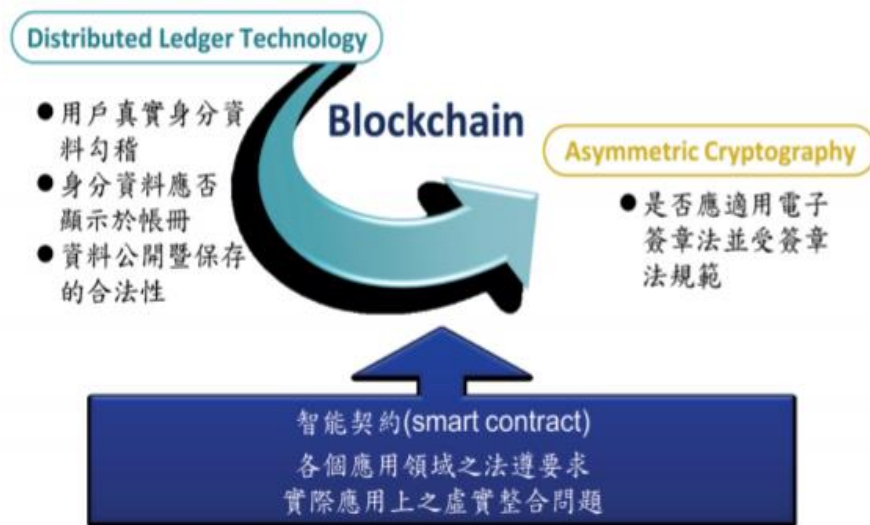 Distributed Ledger Technology
● 用戶真實身分資
料勾稽
● 身分資料應否
顯示於帳冊
● 資料公開暨保存
的合法性
Blockchain
Asymmetric Cryptography
● 是否應適用電子
簽章法並受簽章
法規範
智能契約(smart contract)
各個應用領域之法遵要求
實際應用上之虛實整合問題